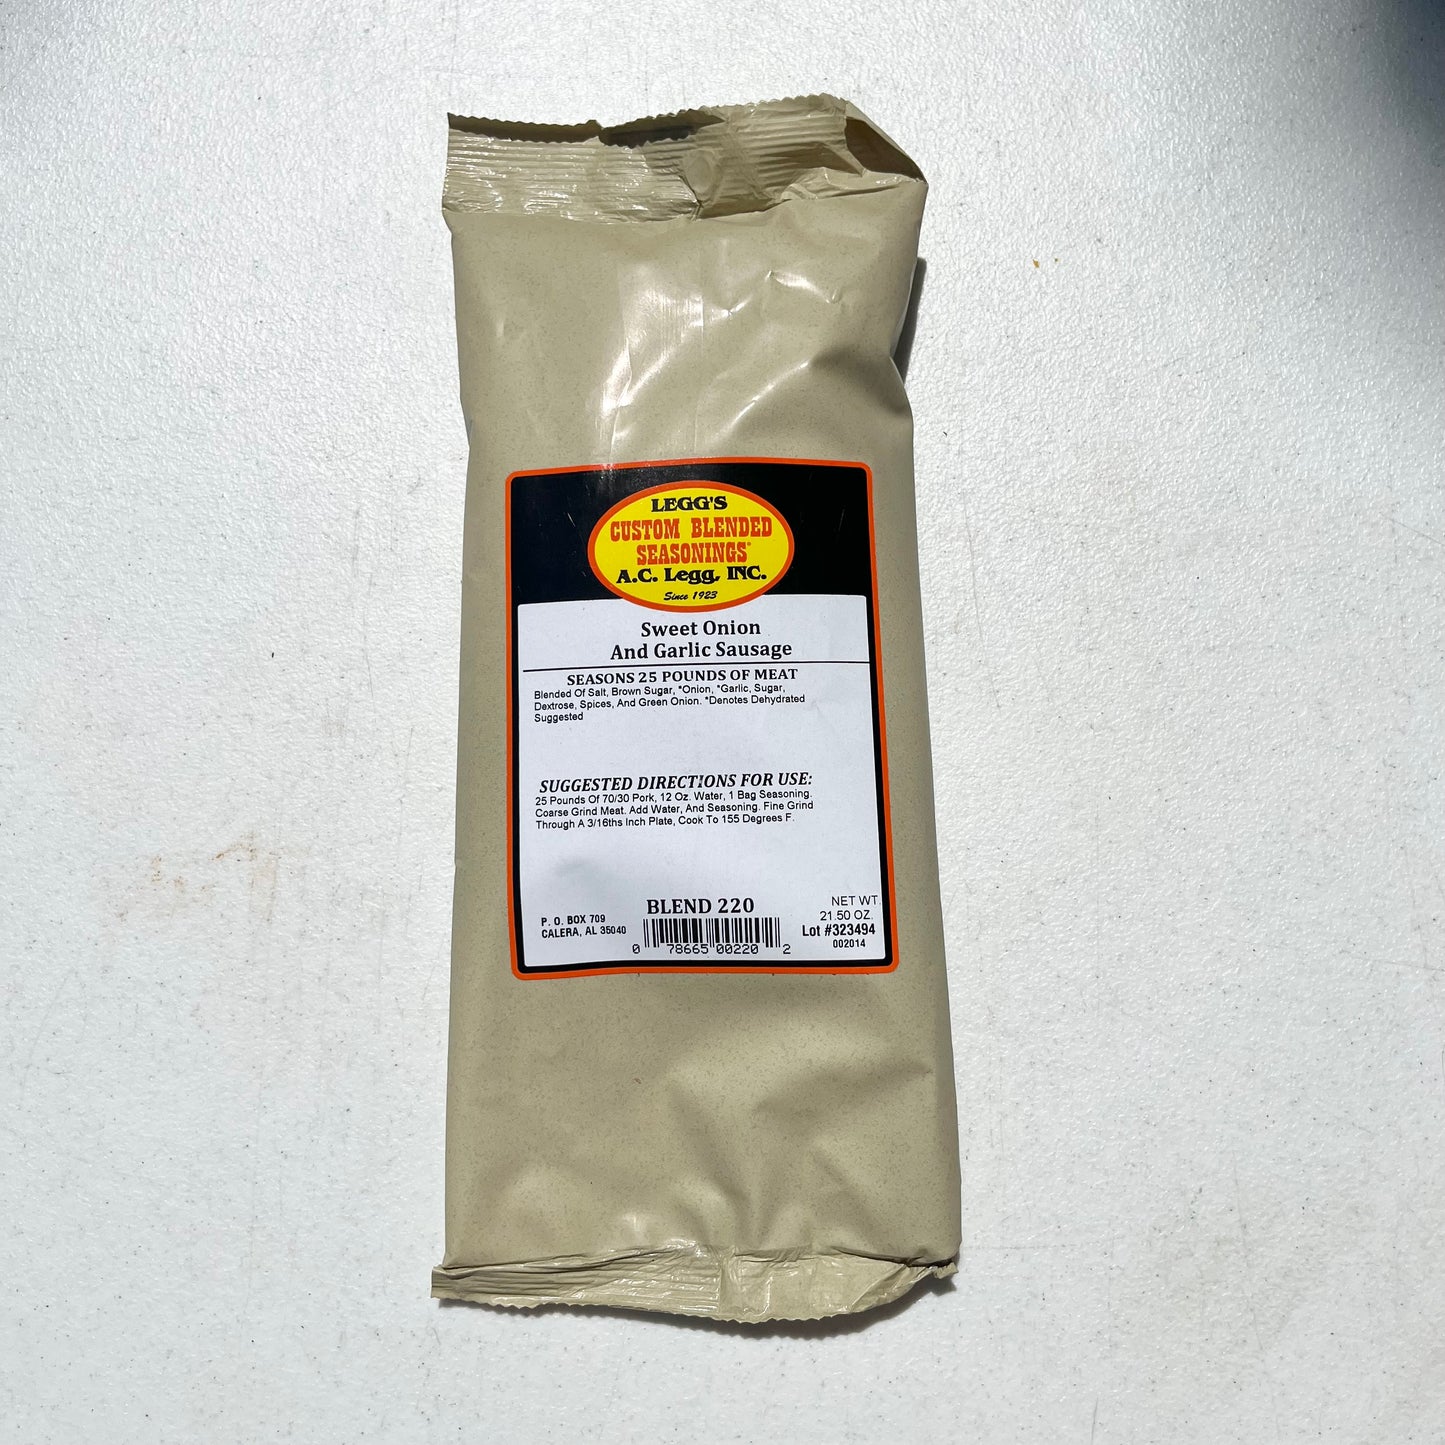 LEGG'S
CUSTOM BLENDED
SEASONINGS®
A.C. Legg, INC.
Since 1923
Sweet Onion
And Garlic Sausage
SEASONS 25 POUNDS OF MEAT
Blended Of Salt, Brown Sugar, *Onion, *Garlic, Sugar,
Dextrose, Spices, And Green Onion. *Denotes Dehydrated
Suggested
SUGGESTED DIRECTIONS FOR USE:
25 Pounds Of 70/30 Pork, 12 Oz. Water, 1 Bag Seasoning.
Coarse Grind Meat. Add Water, And Seasoning. Fine Grind
Through A 3/16ths Inch Plate, Cook To 155 Degrees F.
BLEND 220
P. O. BOX 709
CALERA, AL 35040
0 78665 00220 2
NET WT.
21.50 OZ.
Lot #323494
002014